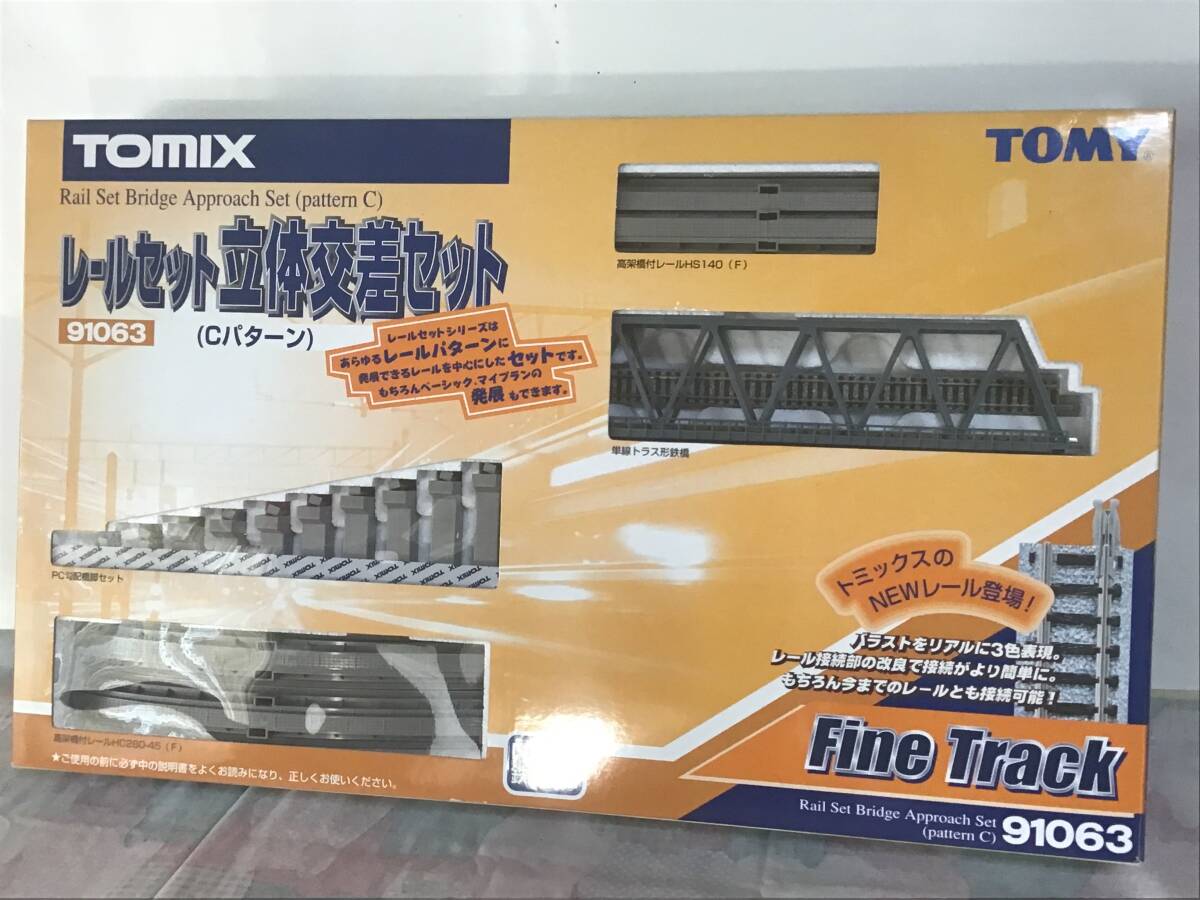 TOMIX
TOMY
Rail Set Bridge Approach Set (pattern C)
レールセット立体交差セット
91063
(Cパターン)
レールセットシリーズは
あらゆるレールパターンに
発展できるレールを中心にしたセットです。
もちろんベーシック、マイプランの
発展もできます。
高架橋付レールHS140（F）
単線トラス形鉄橋
PC勾配橋脚セット
TOMIX TOMIX TOMIX TOMIX
高架橋付レールHC280-45（F）
★ご使用の前に必ず中の説明書をよくお読みになり、正しくお使いください。
トミックスの
NEWレール登場！
バラストをリアルに3色表現。
レール接続部の改良で接続がより簡単に。
もちろん今までのレールとも接続可能！
Fine Track
Rail Set Bridge Approach Set
(pattern C) 91063